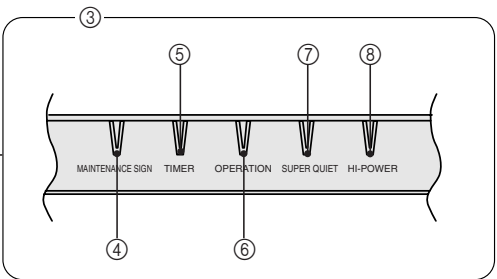 ③
⑤ ⑦ ⑧
MAINTENANCE SIGN TIMER OPERATION SUPER QUIET HI-POWER
④ ⑥